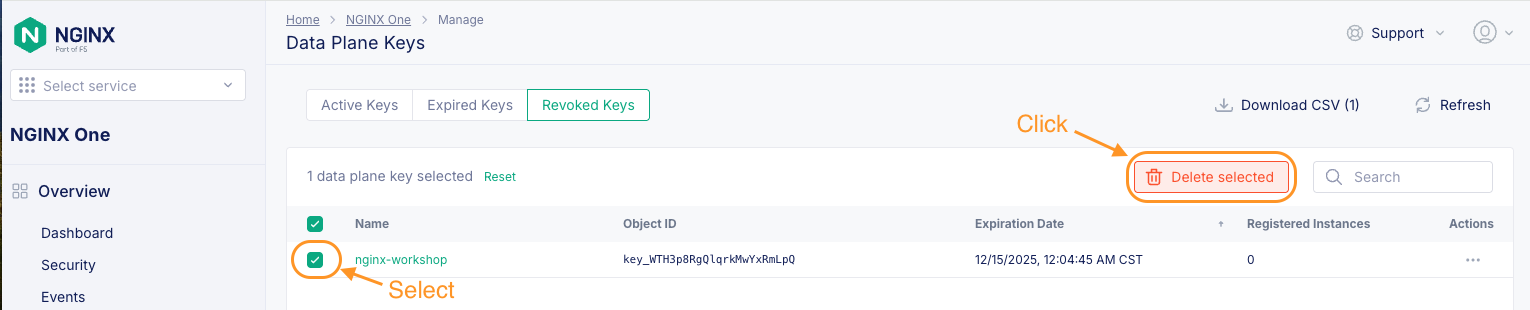 NGINX
Part of F5
Select service
NGINX One
Overview
Dashboard
Security
Events
Home > NGINX One > Manage
Data Plane Keys
Support
Active Keys Expired Keys Revoked Keys
Download CSV (1) Refresh
Click
1 data plane key selected Reset
Delete selected
Search
Name Object ID Expiration Date Registered Instances Actions
nginx-workshop key_WTH3p8RgQlqrkMwYxRmLpQ 12/15/2025, 12:04:45 AM CST 0 ...
Select